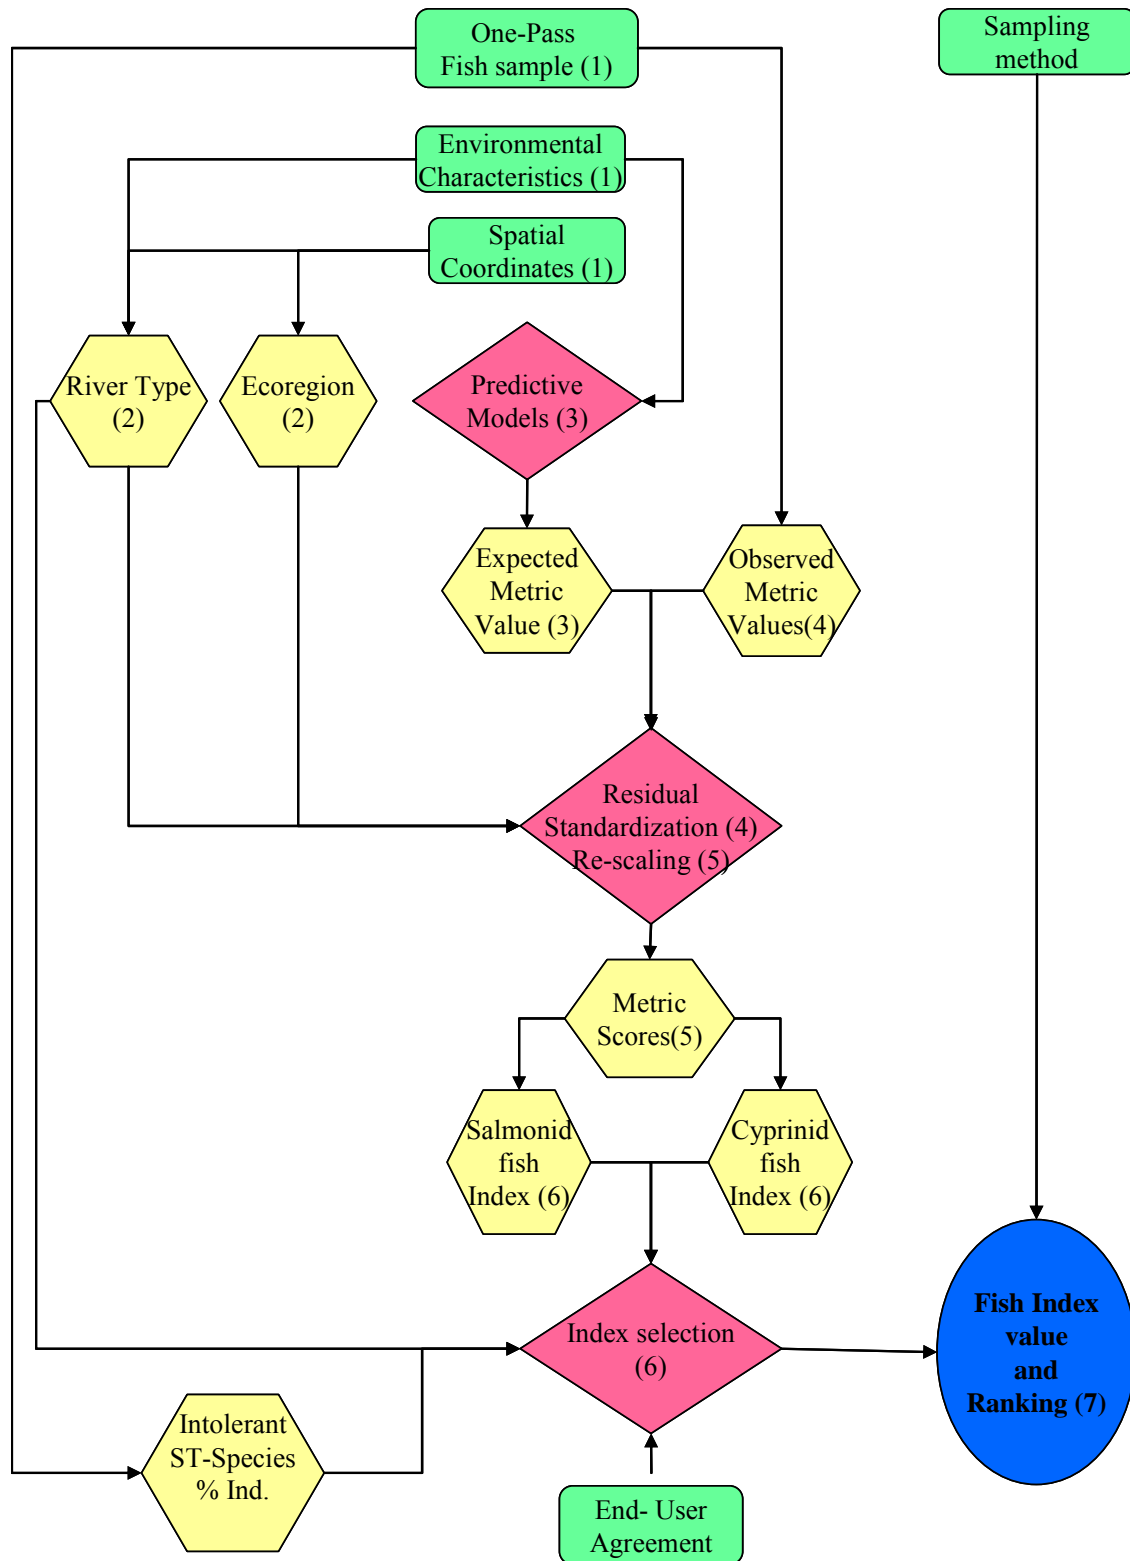 One-Pass
Fish sample (1)
Sampling
method
Environmental
Characteristics (1)
Spatial
Coordinates (1)
River Type
(2)
Ecoregion
(2)
Predictive
Models (3)
Expected
Metric
Value (3)
Observed
Metric
Values(4)
Residual
Standardization (4)
Re-scaling (5)
Metric
Scores(5)
Salmonid
fish
Index (6)
Cyprinid
fish
Index (6)
Index selection
(6)
Fish Index
value
and
Ranking (7)
Intolerant
ST-Species
% Ind.
End- User
Agreement